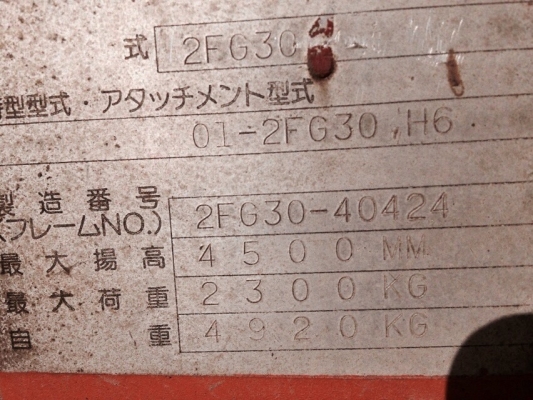 式 2FG30
型型式・アタッチメント型式
01-2FG30,H6
製造番号 2FG30-40424
(フレームNO.)
最大揚高 4500MM
最大荷重 2300KG
自重 4920KG